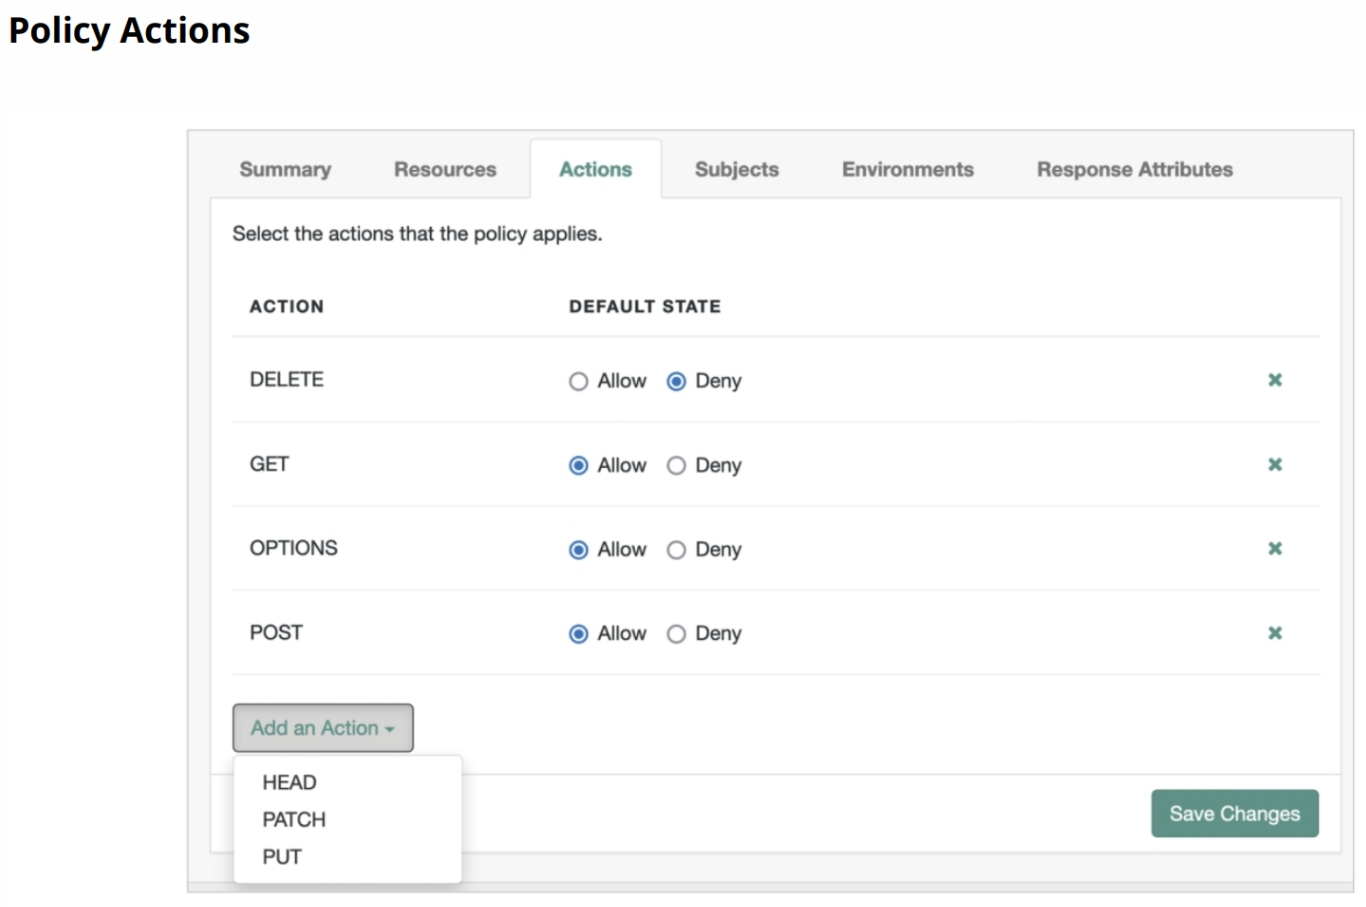 Policy Actions
Summary Resources Actions Subjects Environments Response Attributes
Select the actions that the policy applies.
ACTION DEFAULT STATE
DELETE Allow Deny
GET Allow Deny
OPTIONS Allow Deny
POST Allow Deny
Add an Action
HEAD
PATCH
PUT
Save Changes